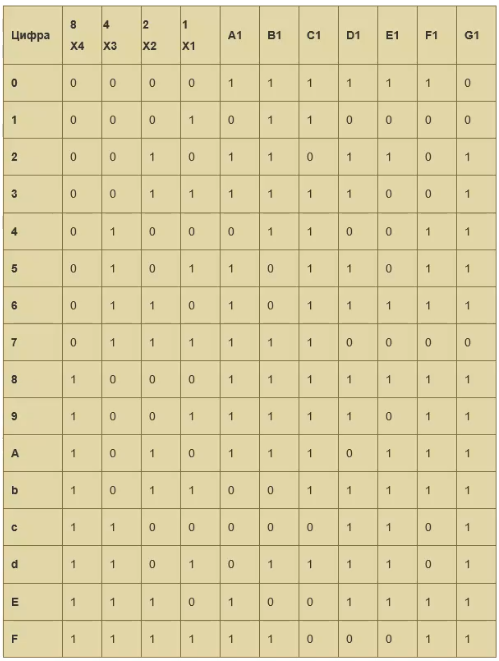 8 4 2 1
Цифра A1 B1 C1 D1 E1 F1 G1
X4 X3 X2 X1
0 0 0 0 0 1 1 1 1 1 1 0
1 0 0 0 1 0 1 1 0 0 0 0
2 0 0 1 0 1 1 0 1 1 0 1
3 0 0 1 1 1 1 1 1 0 0 1
4 0 1 0 0 0 1 1 0 0 1 1
5 0 1 0 1 1 0 1 1 0 1 1
6 0 1 1 0 1 0 1 1 1 1 1
7 0 1 1 1 1 1 1 0 0 0 0
8 1 0 0 0 1 1 1 1 1 1 1
9 1 0 0 1 1 1 1 1 0 1 1
A 1 0 1 0 1 1 1 0 1 1 1
b 1 0 1 1 0 0 1 1 1 1 1
c 1 1 0 0 0 0 0 1 1 0 1
d 1 1 0 1 0 1 1 1 1 0 1
E 1 1 1 0 1 0 0 1 1 1 1
F 1 1 1 1 1 1 0 0 0 1 1